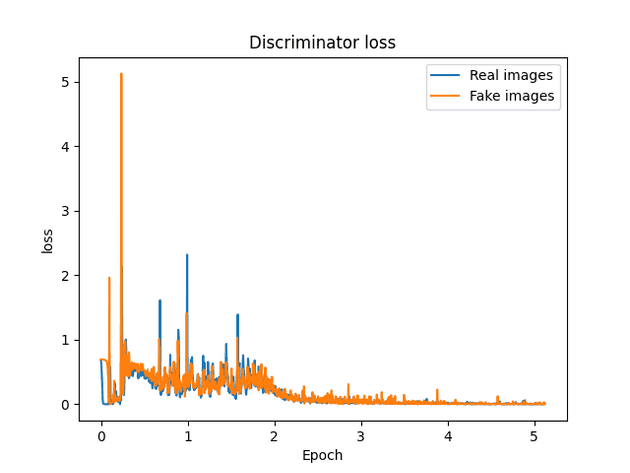 Discriminator loss
Real images
Fake images
5
4
3
2
1
0
loss
0 1 2 3 4 5
Epoch